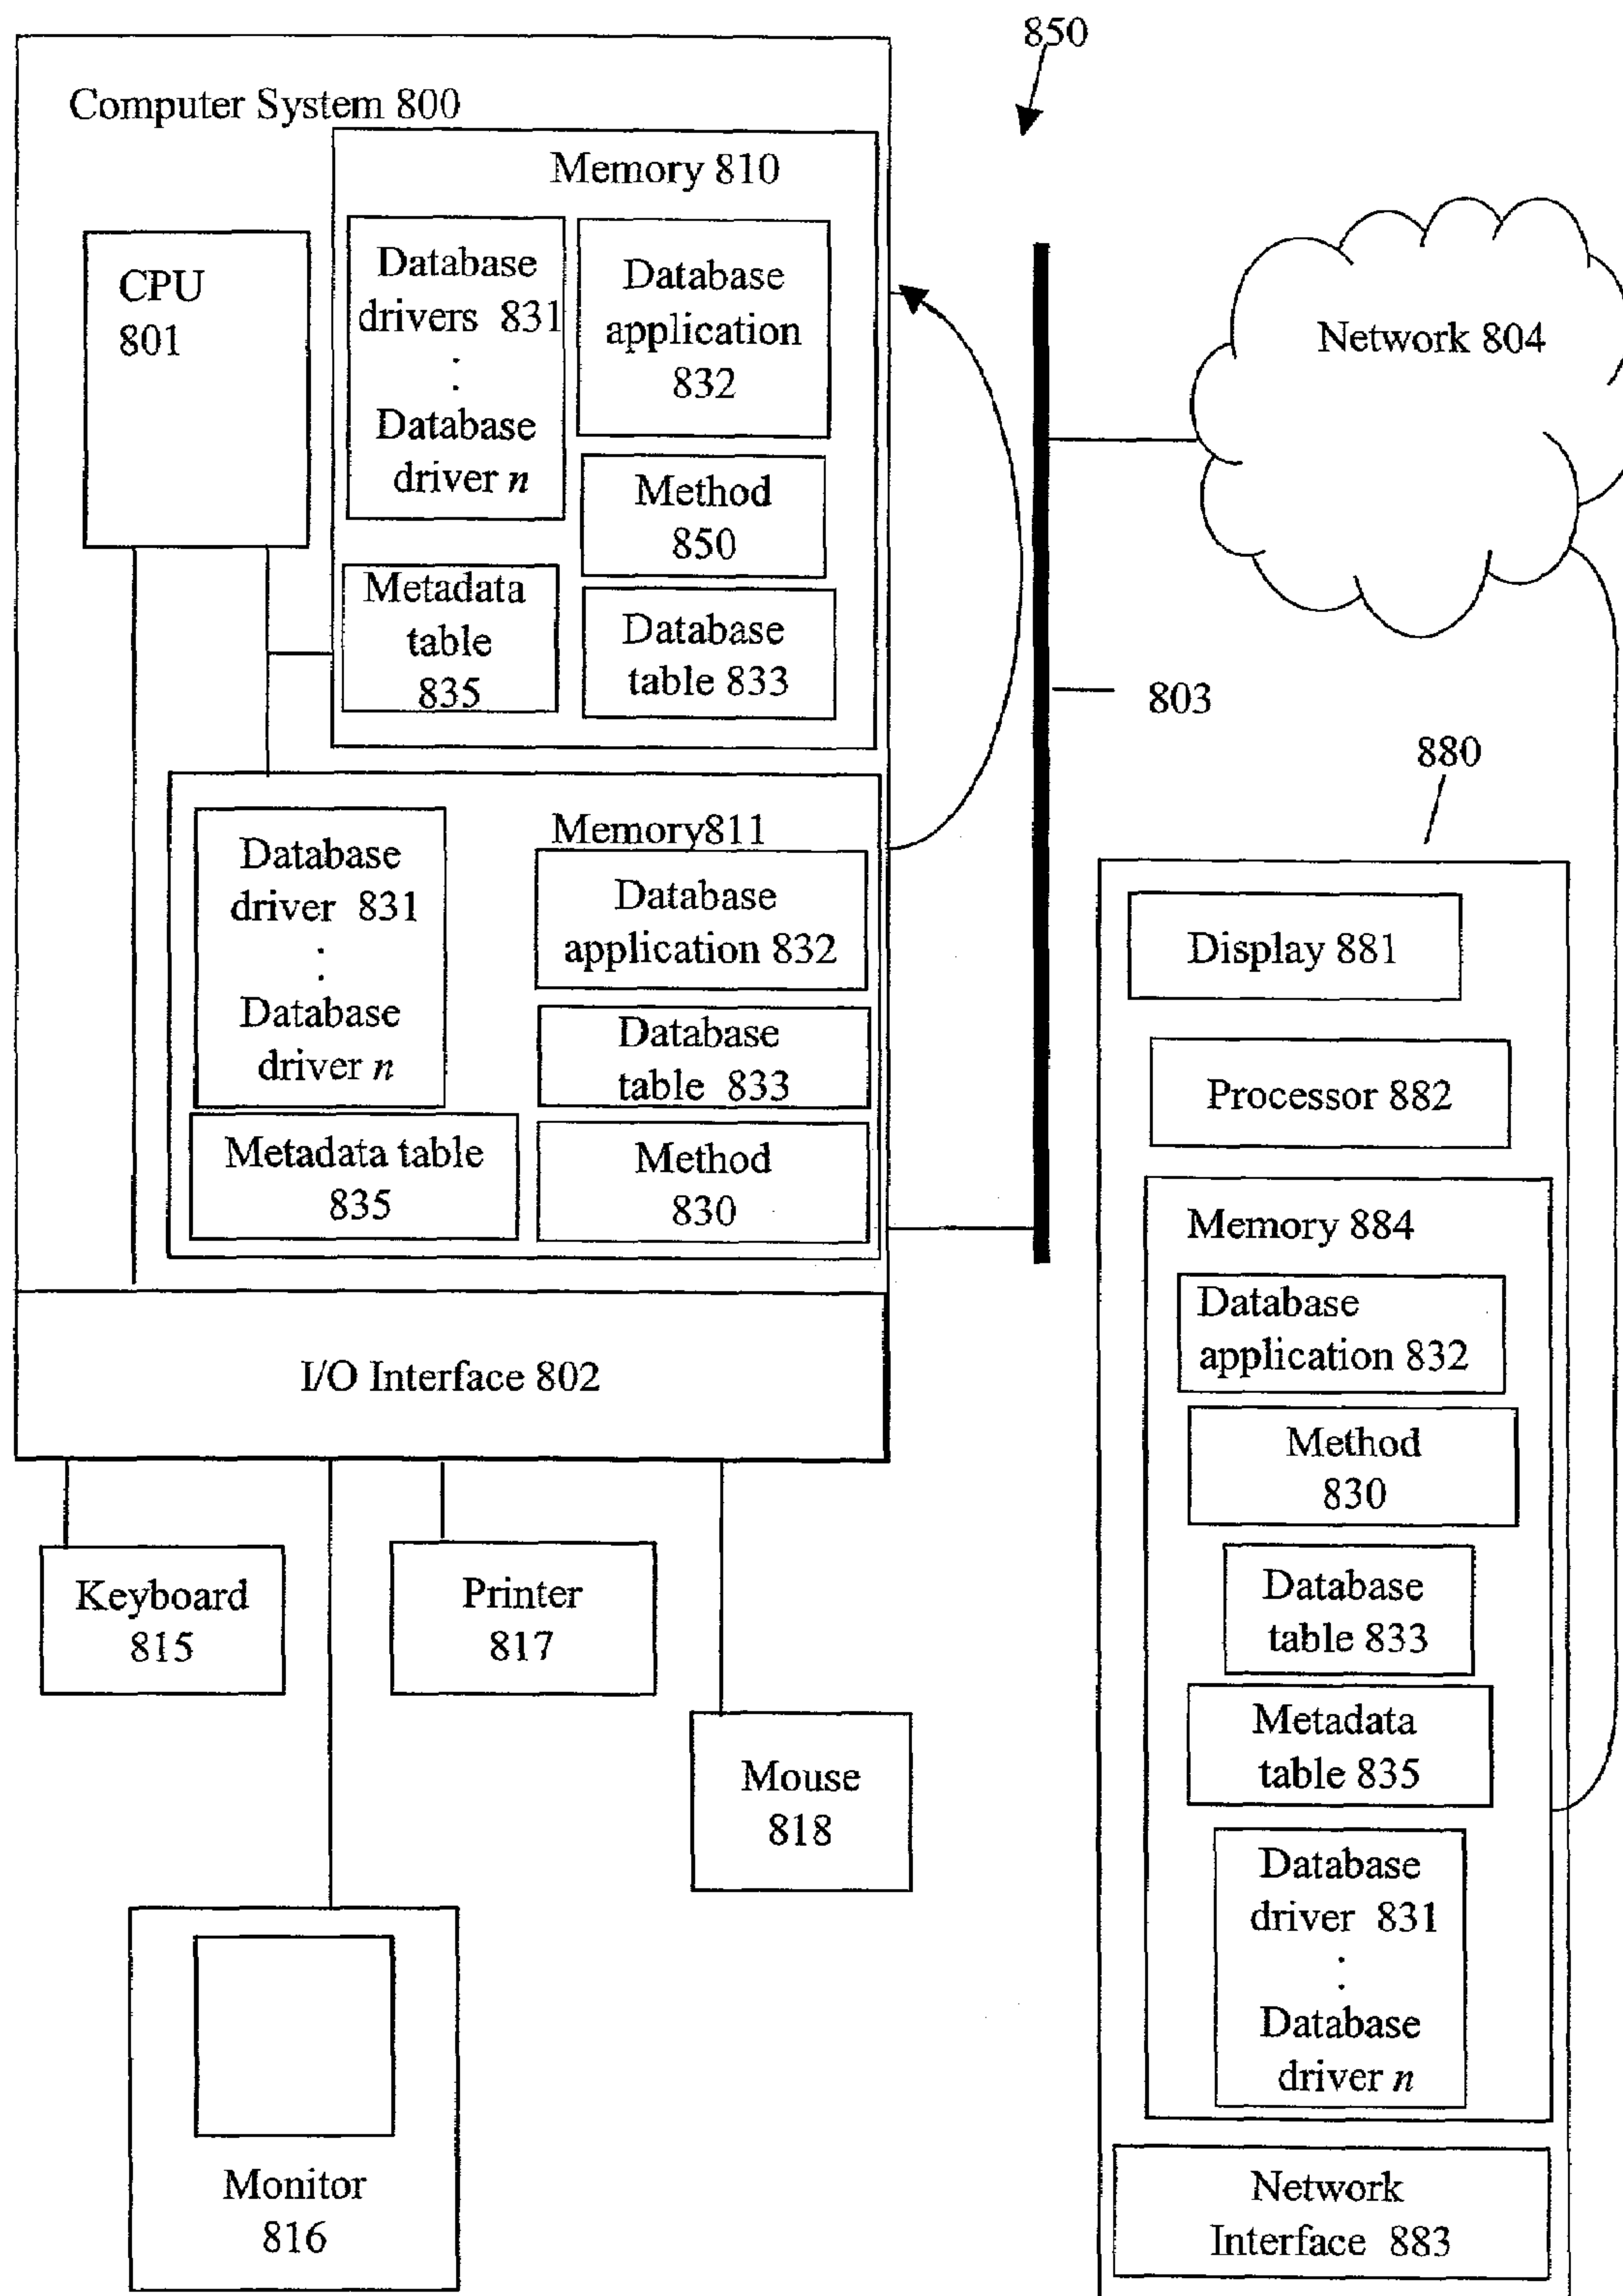 850
Computer System 800
Memory 810
CPU
801
Database
drivers 831
.
.
Database
driver n
Database
application
832
Method
850
Metadata
table
835
Database
table 833
Network 804
803
Memory811
Database
driver 831
.
.
Database
driver n
Database
application 832
Database
table 833
Metadata table
835
Method
830
I/O Interface 802
Keyboard
815
Printer
817
Mouse
818
Monitor
816
880
Display 881
Processor 882
Memory 884
Database
application 832
Method
830
Database
table 833
Metadata
table 835
Database
driver 831
.
.
Database
driver n
Network
Interface 883